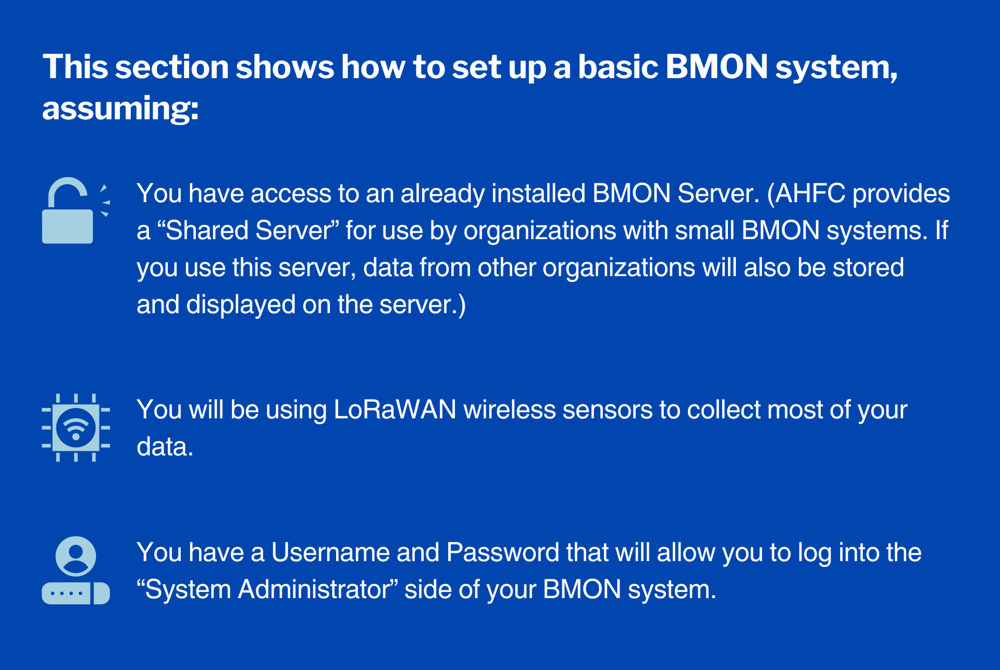 This section shows how to set up a basic BMON system,
assuming:
You have access to an already installed BMON Server. (AHFC provides
a “Shared Server” for use by organizations with small BMON systems. If
you use this server, data from other organizations will also be stored
and displayed on the server.)
You will be using LoRaWAN wireless sensors to collect most of your
data.
You have a Username and Password that will allow you to log into the
“System Administrator” side of your BMON system.